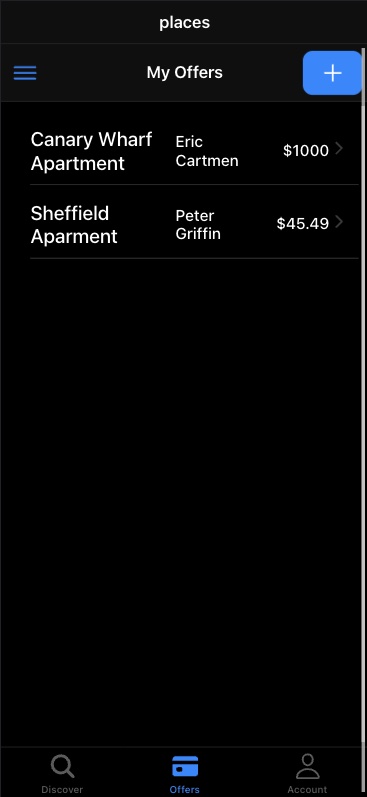 places
My Offers
Canary Wharf
Apartment
Eric
Cartmen
$1000
Sheffield
Aparment
Peter
Griffin
$45.49
Discover
Offers
Account